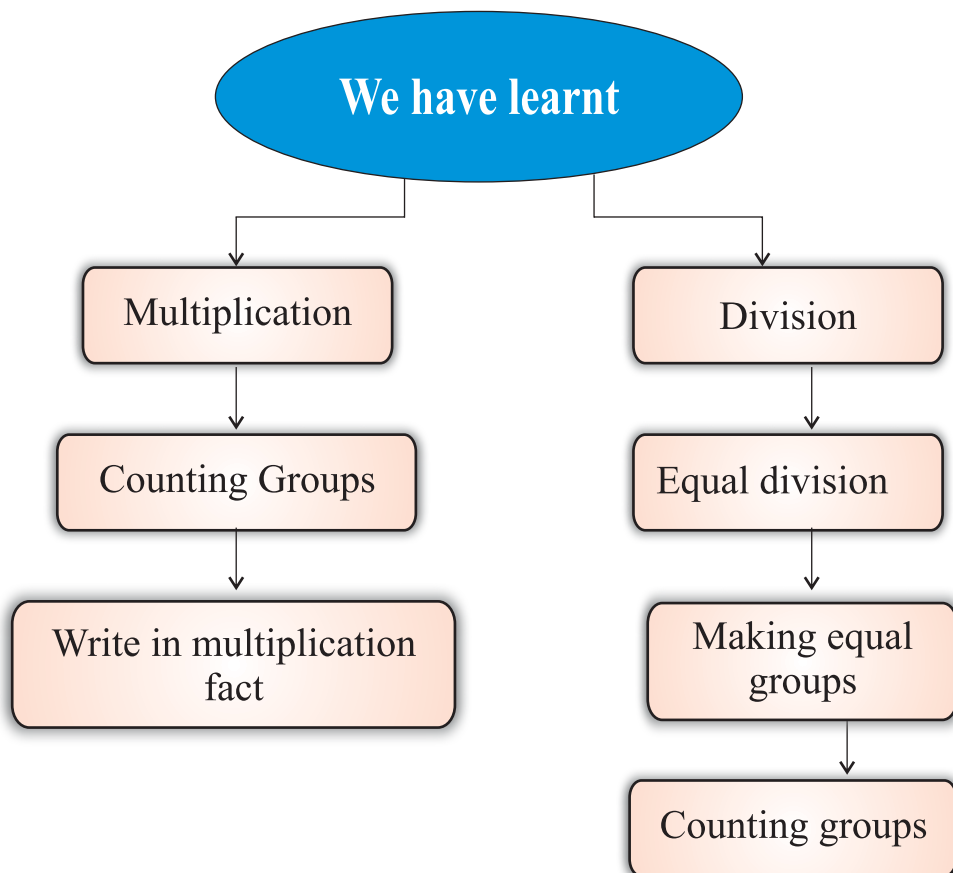 We have learnt
Multiplication
Counting Groups
Write in multiplication
fact
Division
Equal division
Making equal
groups
Counting groups